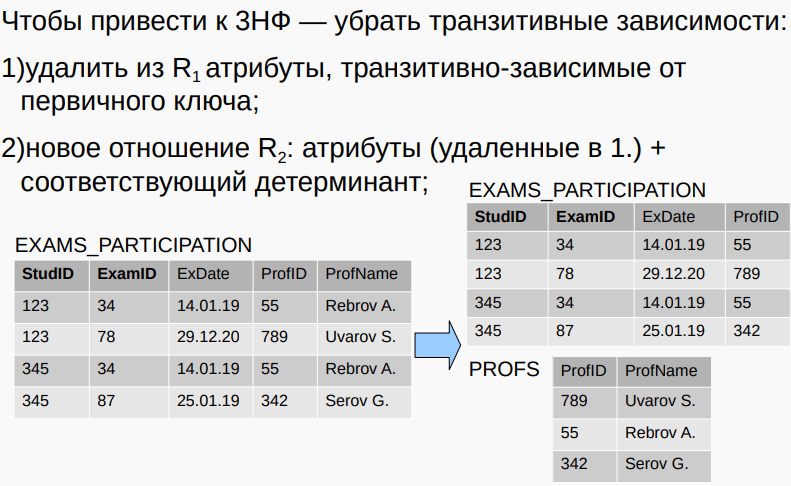 Чтобы привести к 3НФ — убрать транзитивные зависимости:
1)удалить из R1 атрибуты, транзитивно-зависимые от
первичного ключа;
2)новое отношение R2: атрибуты (удаленные в 1.) +
соответствующий детерминант;
EXAMS_PARTICIPATION
StudID ExamID ExDate ProfID ProfName
123 34 14.01.19 55 Rebrov A.
123 78 29.12.20 789 Uvarov S.
345 34 14.01.19 55 Rebrov A.
345 87 25.01.19 342 Serov G.
EXAMS_PARTICIPATION
StudID ExamID ExDate ProfID
123 34 14.01.19 55
123 78 29.12.20 789
345 34 14.01.19 55
345 87 25.01.19 342
PROFS
ProfID ProfName
789 Uvarov S.
55 Rebrov A.
342 Serov G.